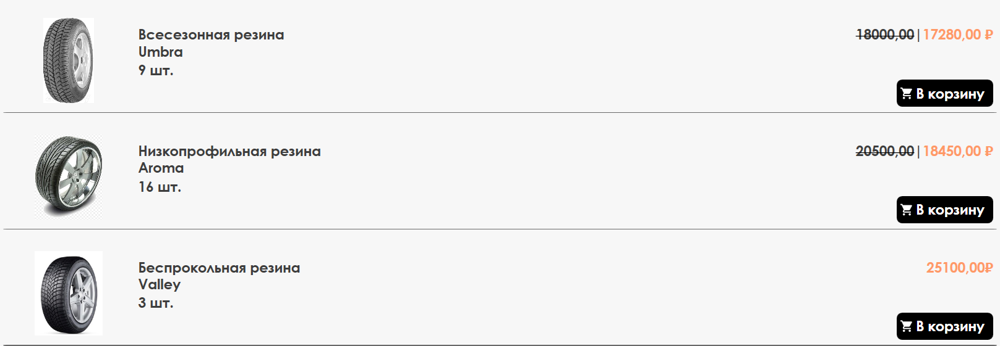 Всесезонная резина
Umbra
9 шт.
18000,00 | 17280,00 ₽
В корзину
Низкопрофильная резина
Aroma
16 шт.
20500,00 | 18450,00 ₽
В корзину
Беспрокольная резина
Valley
3 шт.
25100,00₽
В корзину